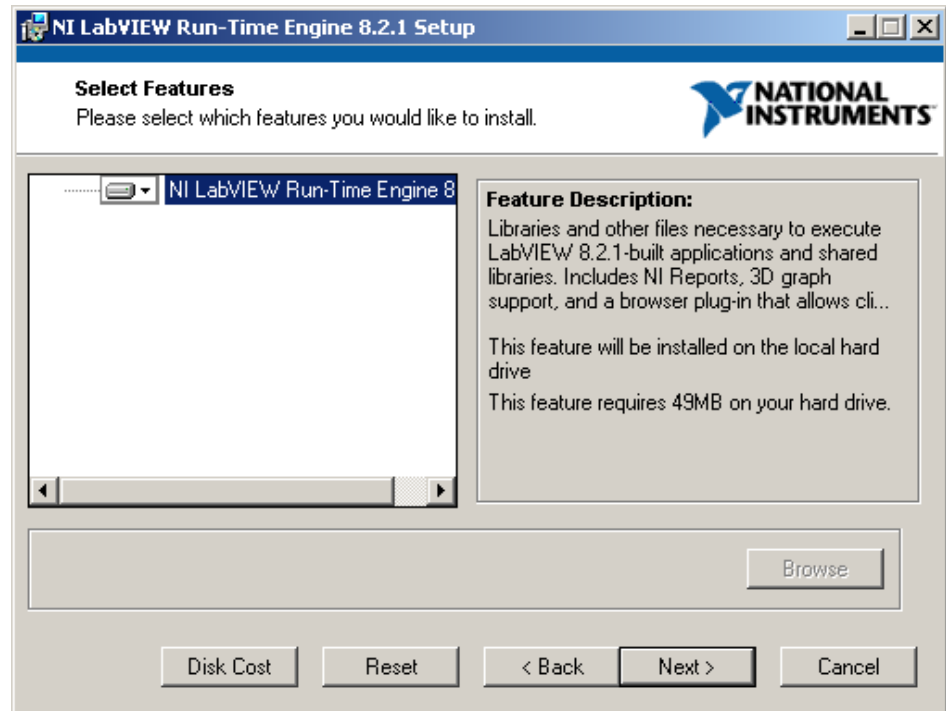 NI LabVIEW Run-Time Engine 8.2.1 Setup
Select Features
Please select which features you would like to install.
NATIONAL
INSTRUMENTS
NI LabVIEW Run-Time Engine 8
Feature Description:
Libraries and other files necessary to execute
LabVIEW 8.2.1-built applications and shared
libraries. Includes NI Reports, 3D graph
support, and a browser plug-in that allows cli...
This feature will be installed on the local hard
drive
This feature requires 49MB on your hard drive.
Browse
Disk Cost
Reset
< Back
Next >
Cancel